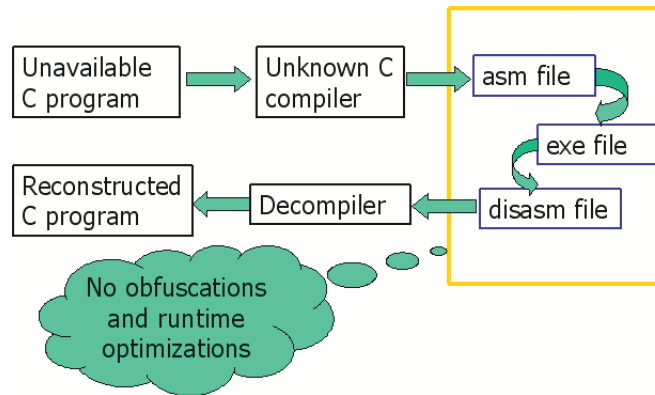 Unavailable
C program
Unknown C
compiler
asm file
exe file
disasm file
Decompiler
Reconstructed
C program
No obfuscations
and runtime
optimizations